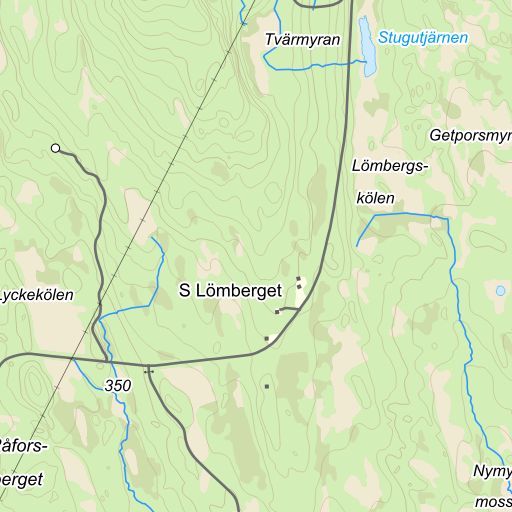 Tvärmyran
Stugutjärnen
Getporsmyr
Lömbergs-
kölen
Lyckekölen
S Lömberget
350
Råfors-
berget
Nymy
moss